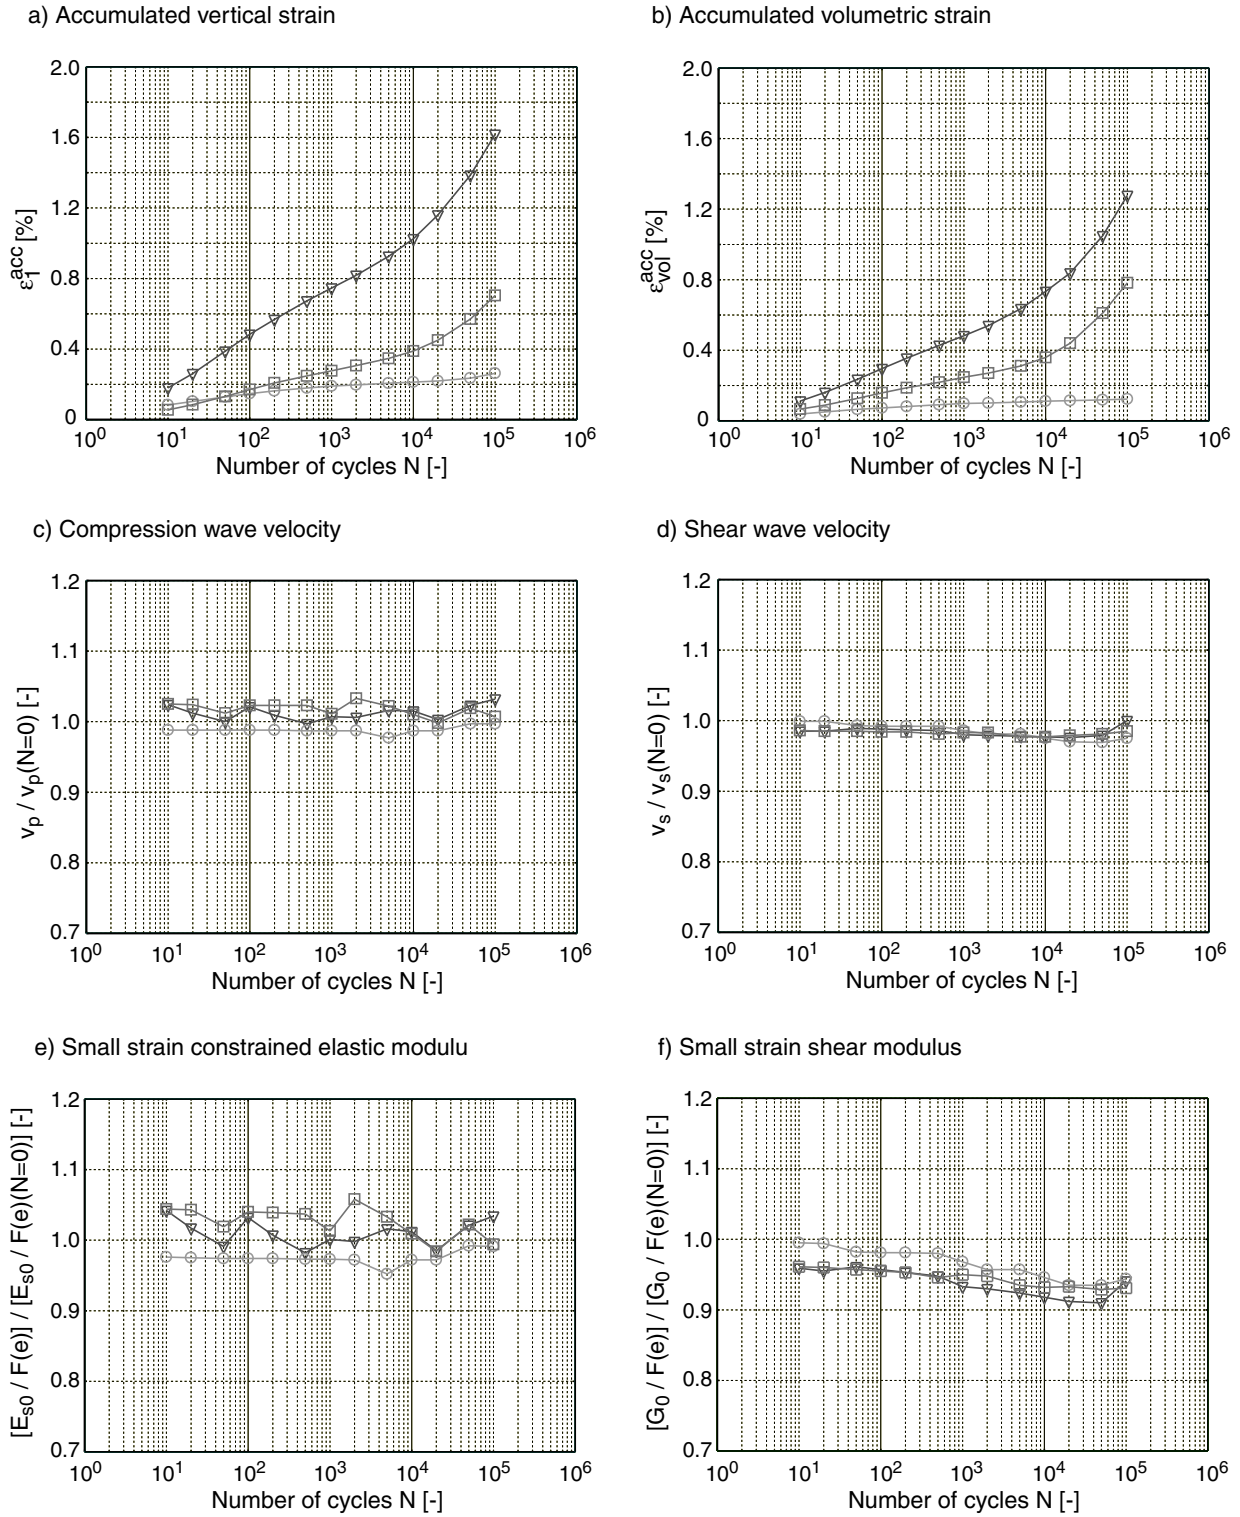 a) Accumulated vertical strain
2.0
1.6
1.2
0.8
0.4
0
ε₁ᵃᶜᶜ [%]
10⁰ 10¹ 10² 10³ 10⁴ 10⁵ 10⁶
Number of cycles N [-]
b) Accumulated volumetric strain
2.0
1.6
1.2
0.8
0.4
0
εvolᵃᶜᶜ [%]
10⁰ 10¹ 10² 10³ 10⁴ 10⁵ 10⁶
Number of cycles N [-]
c) Compression wave velocity
1.2
1.1
1.0
0.9
0.8
0.7
vp / vp(N=0) [-]
10⁰ 10¹ 10² 10³ 10⁴ 10⁵ 10⁶
Number of cycles N [-]
d) Shear wave velocity
1.2
1.1
1.0
0.9
0.8
0.7
vs / vs(N=0) [-]
10⁰ 10¹ 10² 10³ 10⁴ 10⁵ 10⁶
Number of cycles N [-]
e) Small strain constrained elastic modulu
1.2
1.1
1.0
0.9
0.8
0.7
[Es0 / F(e)] / [Es0 / F(e)(N=0)] [-]
10⁰ 10¹ 10² 10³ 10⁴ 10⁵ 10⁶
Number of cycles N [-]
f) Small strain shear modulus
1.2
1.1
1.0
0.9
0.8
0.7
[G₀ / F(e)] / [G₀ / F(e)(N=0)] [-]
10⁰ 10¹ 10² 10³ 10⁴ 10⁵ 10⁶
Number of cycles N [-]